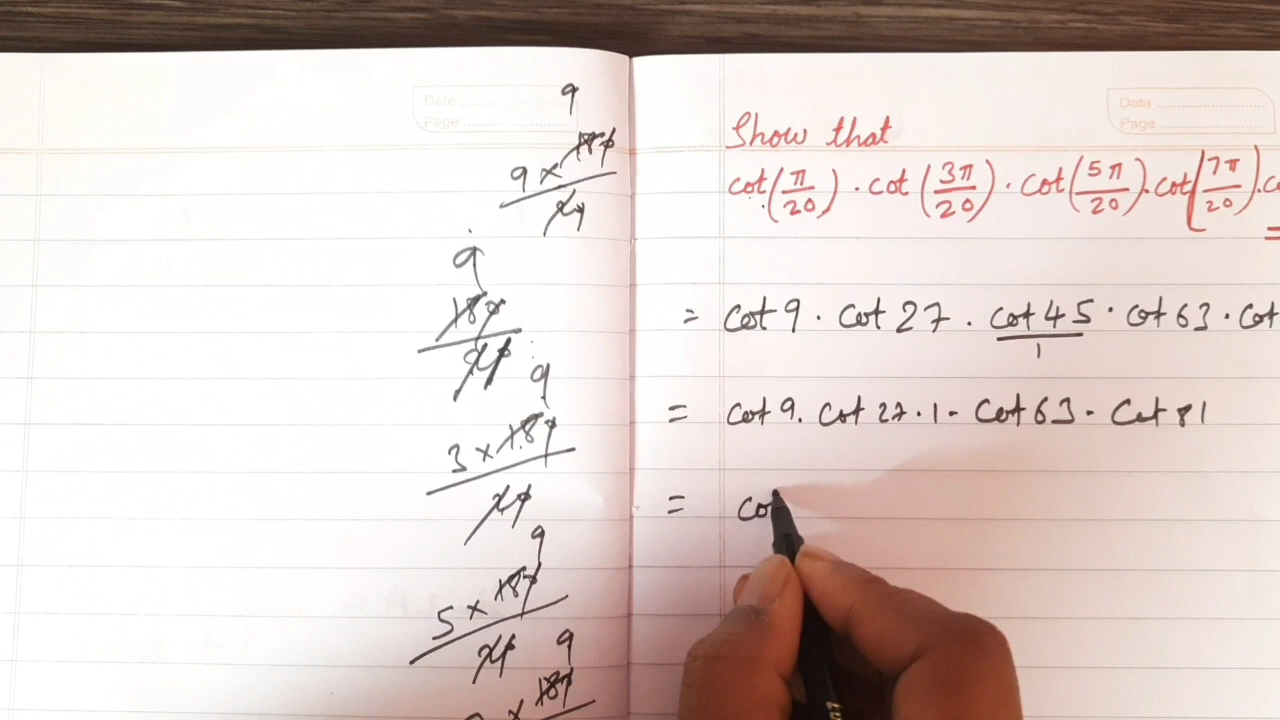 Date
Page
9
9 × 180
20
9
180
20
9
3 × 180
20
9
5 × 180
20
9
× 180
Date
Page
Show that
cot(π/20) · cot(3π/20) · cot(5π/20) · cot(7π/20) · c
=
= cot 9 · cot 27 · cot 45 · cot 63 · cot
1
= cot 9 · cot 27 · 1 · cot 63 · cot 81
= co